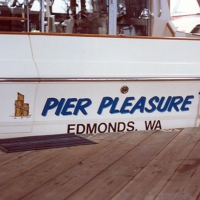 PIER PLEASURE
EDMONDS, WA